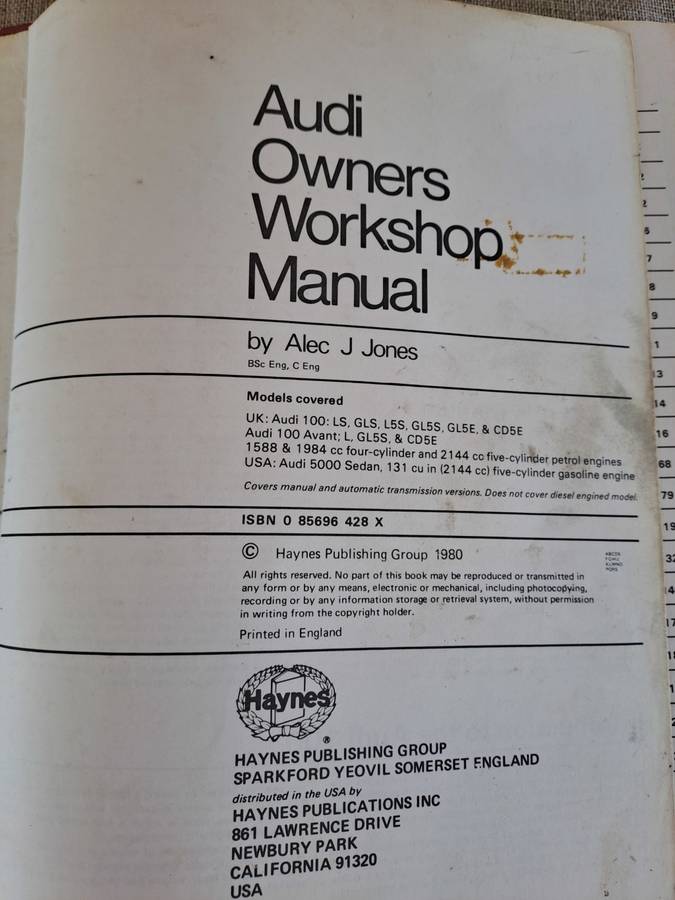 Audi
Owners
Workshop
Manual
by Alec J Jones
BSc Eng, C Eng
Models covered
UK: Audi 100: LS, GLS, L5S, GL5S, GL5E, & CD5E
Audi 100 Avant; L, GL5S, & CD5E
1588 & 1984 cc four-cylinder and 2144 cc five-cylinder petrol engines
USA: Audi 5000 Sedan, 131 cu in (2144 cc) five-cylinder gasoline engine
Covers manual and automatic transmission versions. Does not cover diesel engined model.
ISBN 0 85696 428 X
© Haynes Publishing Group 1980
All rights reserved. No part of this book may be reproduced or transmitted in
any form or by any means, electronic or mechanical, including photocopying,
recording or by any information storage or retrieval system, without permission
in writing from the copyright holder.
Printed in England
Haynes
®
HAYNES PUBLISHING GROUP
SPARKFORD YEOVIL SOMERSET ENGLAND
distributed in the USA by
HAYNES PUBLICATIONS INC
861 LAWRENCE DRIVE
NEWBURY PARK
CALIFORNIA 91320
USA